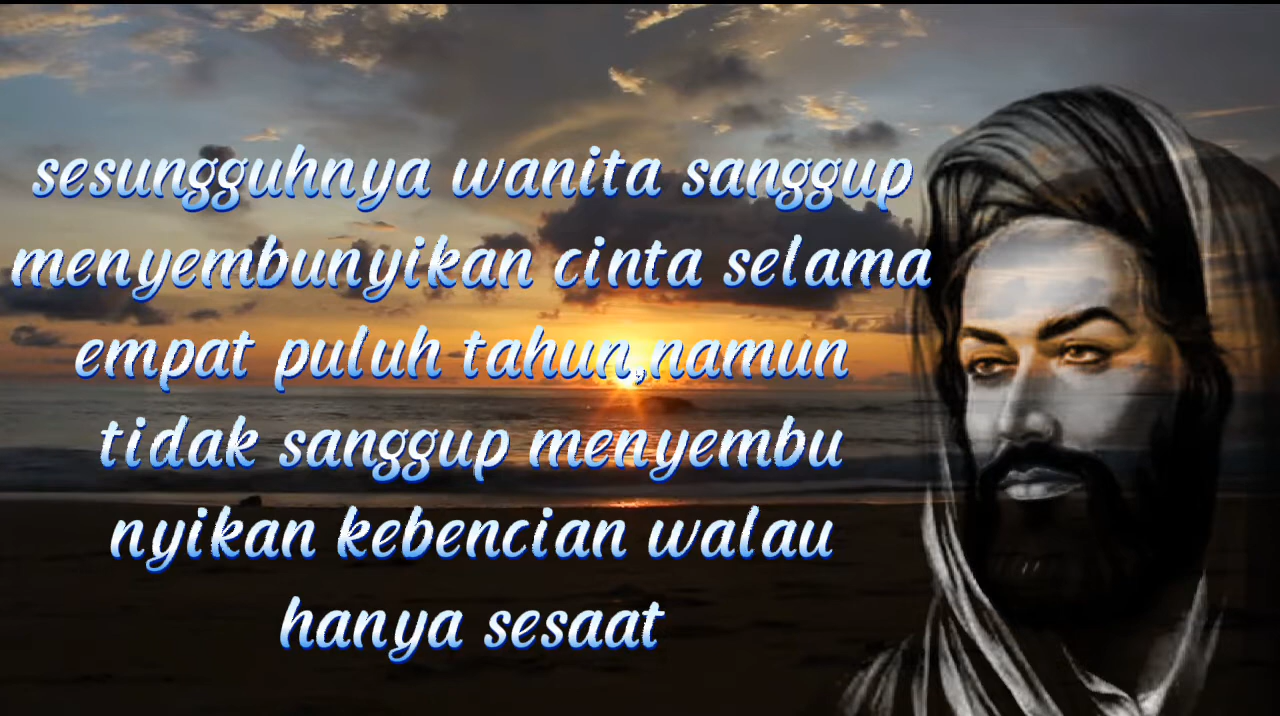 sesungguhnya wanita sanggup
menyembunyikan cinta selama
empat puluh tahun,namun
tidak sanggup menyembu
nyikan kebencian walau
hanya sesaat